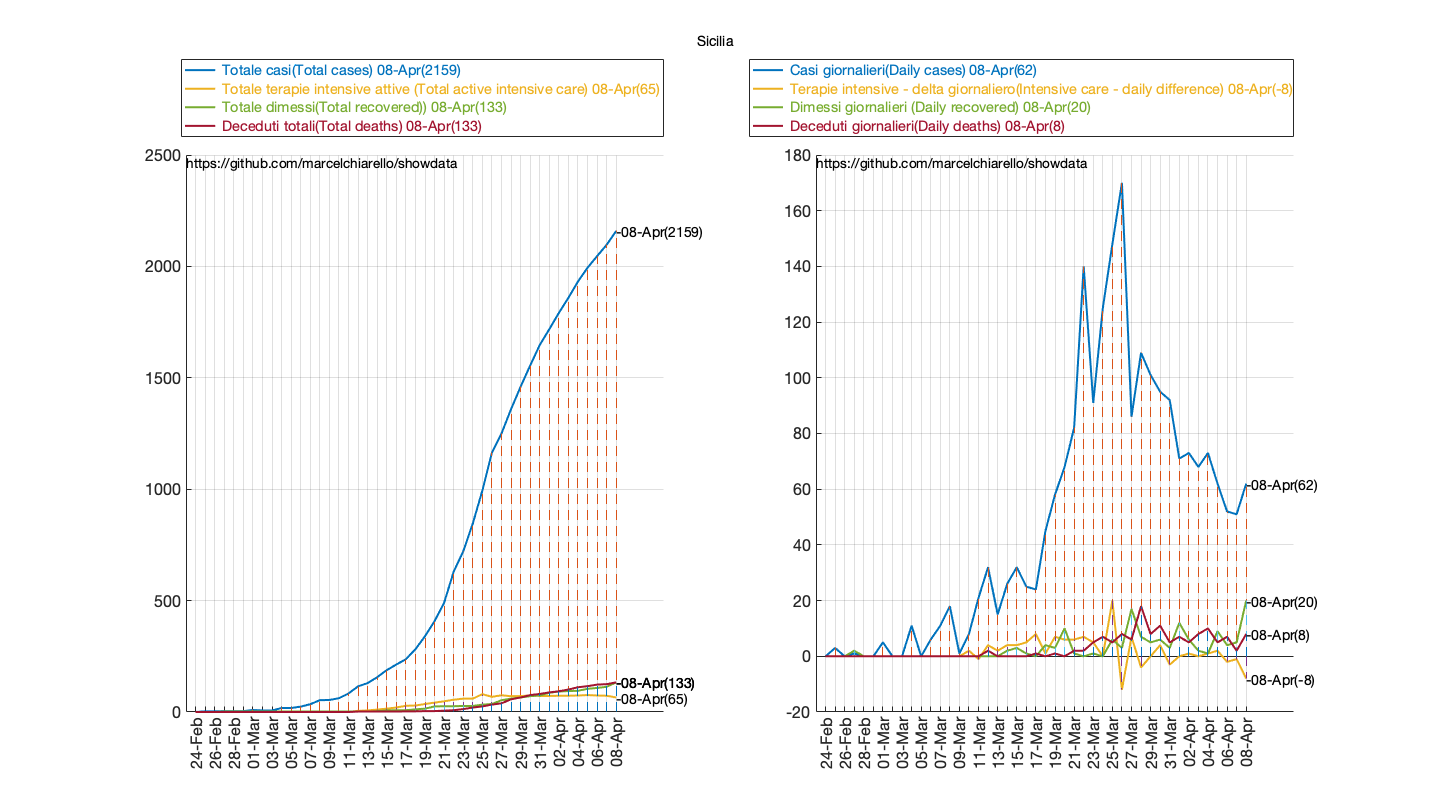 Sicilia
Totale casi(Total cases) 08-Apr(2159)
Totale terapie intensive attive (Total active intensive care) 08-Apr(65)
Totale dimessi(Total recovered)) 08-Apr(133)
Deceduti totali(Total deaths) 08-Apr(133)
2500
https://github.com/marcelchiarello/showdata
2000
1500
1000
500
0
-08-Apr(2159)
-08-Apr(133)
-08-Apr(65)
24-Feb
26-Feb
28-Feb
01-Mar
03-Mar
05-Mar
07-Mar
09-Mar
11-Mar
13-Mar
15-Mar
17-Mar
19-Mar
21-Mar
23-Mar
25-Mar
27-Mar
29-Mar
31-Mar
02-Apr
04-Apr
06-Apr
08-Apr
Casi giornalieri(Daily cases) 08-Apr(62)
Terapie intensive - delta giornaliero(Intensive care - daily difference) 08-Apr(-8)
Dimessi giornalieri (Daily recovered) 08-Apr(20)
Deceduti giornalieri(Daily deaths) 08-Apr(8)
180
https://github.com/marcelchiarello/showdata
160
140
120
100
80
60
40
20
0
-20
-08-Apr(62)
-08-Apr(20)
-08-Apr(8)
-08-Apr(-8)
24-Feb
26-Feb
28-Feb
01-Mar
03-Mar
05-Mar
07-Mar
09-Mar
11-Mar
13-Mar
15-Mar
17-Mar
19-Mar
21-Mar
23-Mar
25-Mar
27-Mar
29-Mar
31-Mar
02-Apr
04-Apr
06-Apr
08-Apr